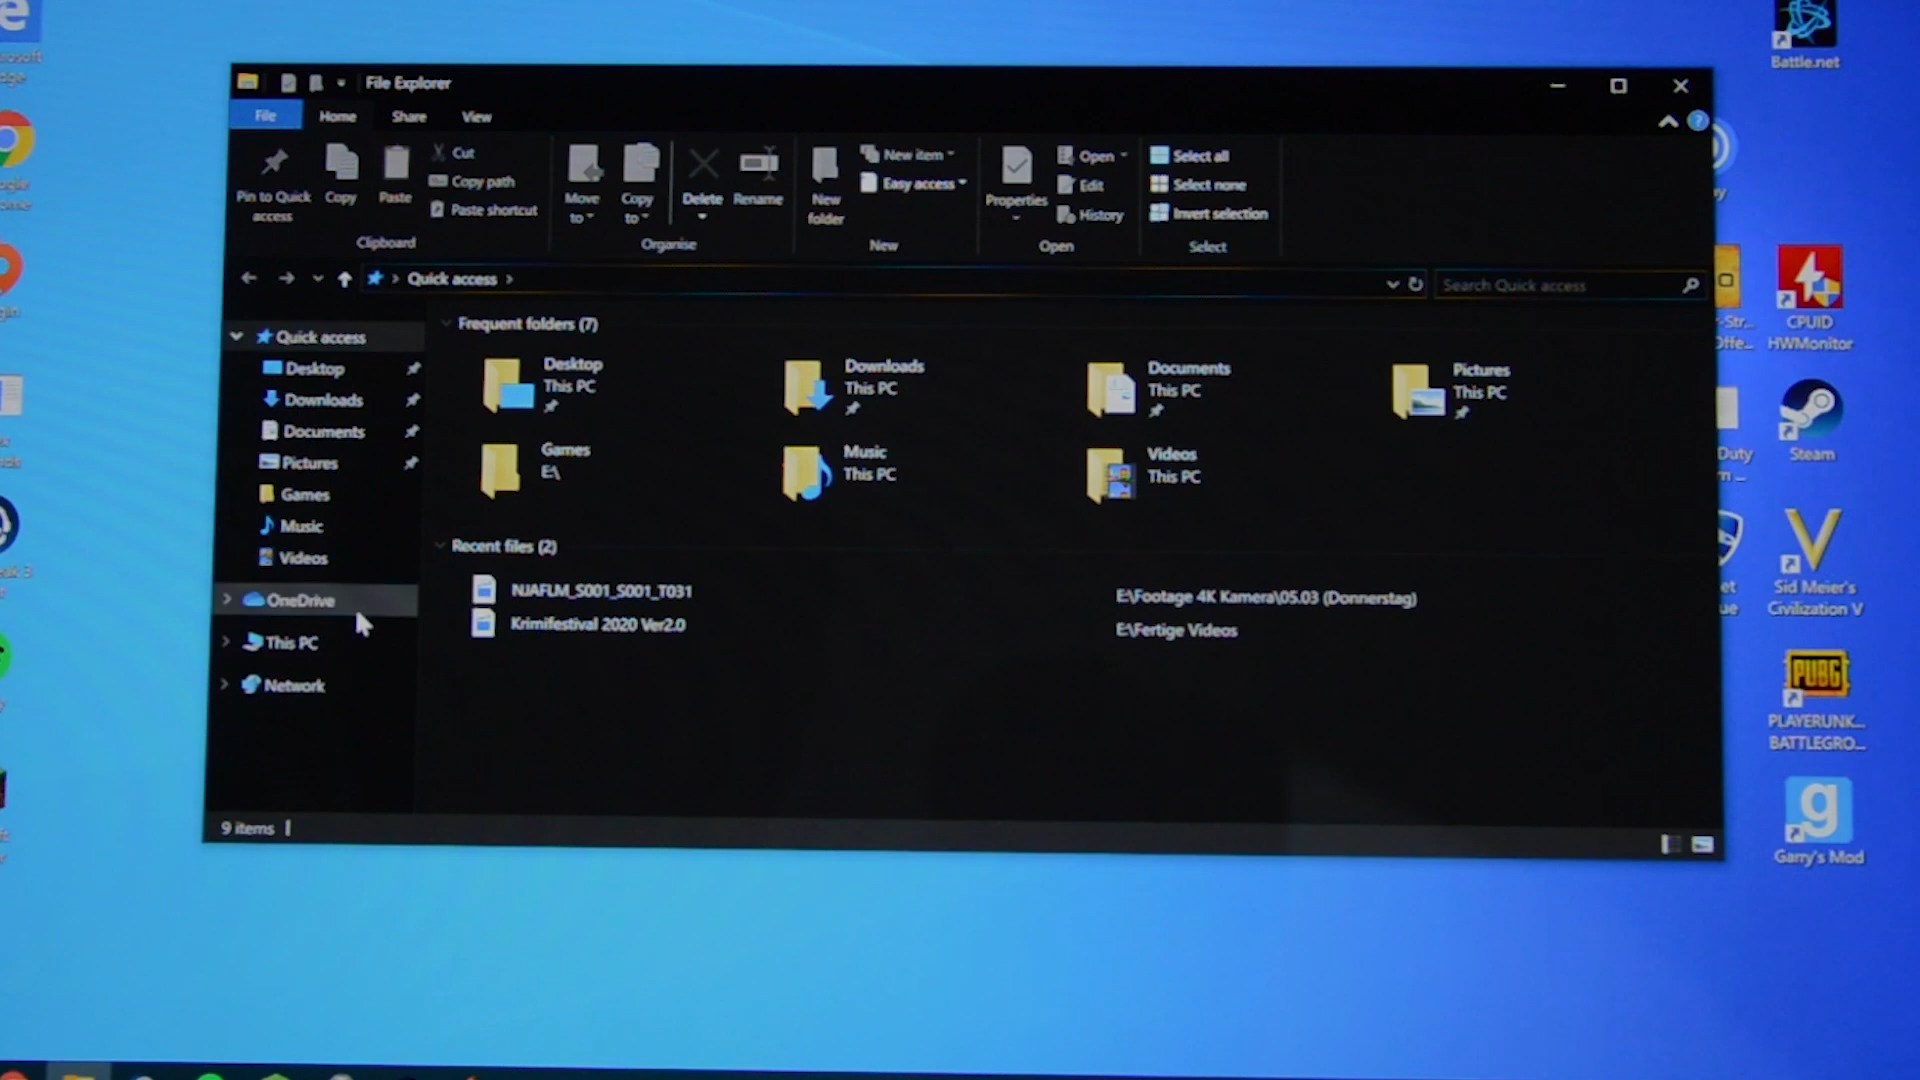 File Explorer
File Home Share View
Pin to Quick access
Copy
Paste
Cut
Copy path
Paste shortcut
Clipboard
Move to
Copy to
Delete
Rename
Organise
New folder
New item
Easy access
New
Properties
Open
Edit
History
Open
Select all
Select none
Invert selection
Select
Quick access
Search Quick access
Quick access
Desktop
Downloads
Documents
Pictures
Games
Music
Videos
OneDrive
This PC
Network
Frequent folders (7)
Desktop
This PC
Downloads
This PC
Documents
This PC
Pictures
This PC
Games
E:\
Music
This PC
Videos
This PC
Recent files (2)
NJAFLM_S001_S001_T031
E:\Footage 4K Kamera\05.03 (Donnerstag)
Krimifestival 2020 Ver2.0
E:\Fertige Videos
9 items
Battle.net
CPUID
HWMonitor
Steam
Duty
Sid Meier's
Civilization V
PUBG
PLAYERUNK...
BATTLEGRO...
g
Garry's Mod